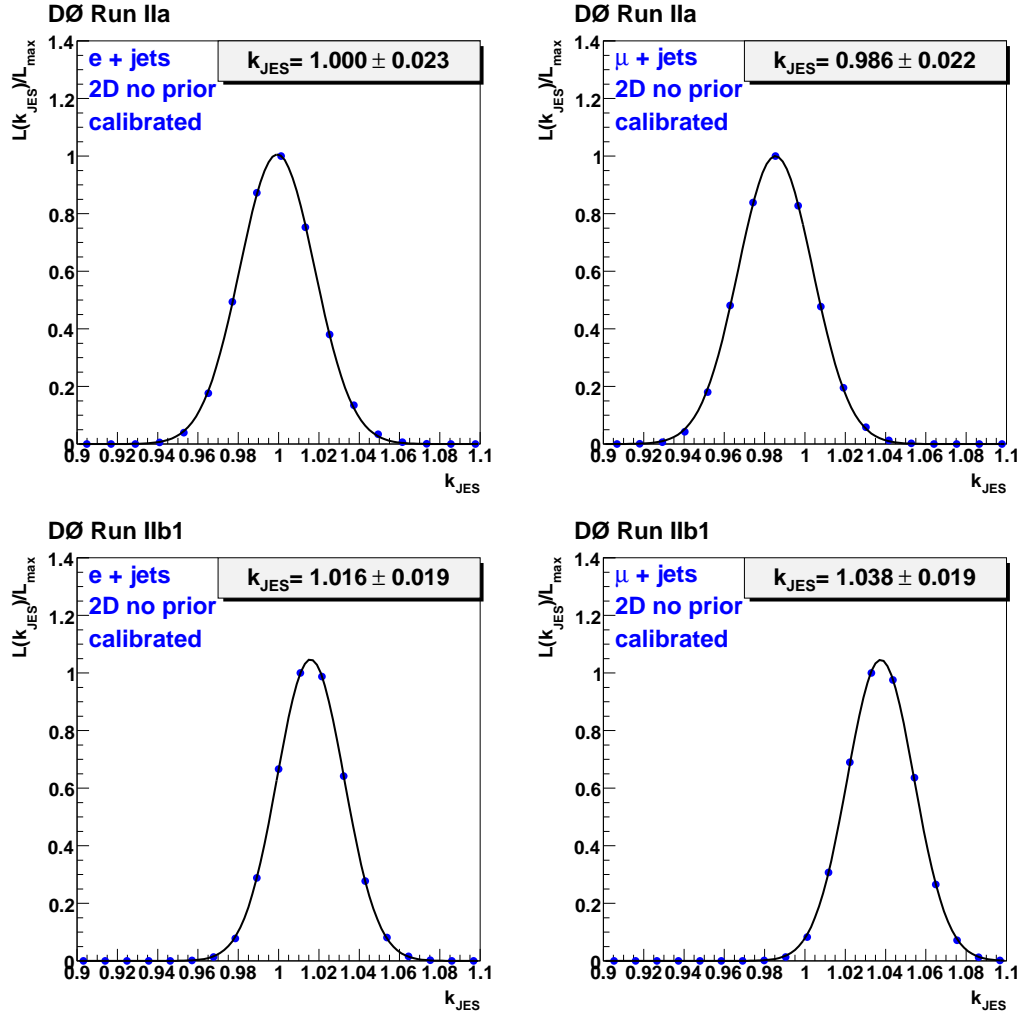 DØ Run IIa
e + jets
2D no prior
calibrated
k_JES = 1.000 ± 0.023
L(k_JES)/L_max
1.4
1.2
1
0.8
0.6
0.4
0.2
0
0.9 0.92 0.94 0.96 0.98 1 1.02 1.04 1.06 1.08 1.1
k_JES
DØ Run IIa
μ + jets
2D no prior
calibrated
k_JES = 0.986 ± 0.022
L(k_JES)/L_max
1.4
1.2
1
0.8
0.6
0.4
0.2
0
0.9 0.92 0.94 0.96 0.98 1 1.02 1.04 1.06 1.08 1.1
k_JES
DØ Run IIb1
e + jets
2D no prior
calibrated
k_JES = 1.016 ± 0.019
L(k_JES)/L_max
1.4
1.2
1
0.8
0.6
0.4
0.2
0
0.9 0.92 0.94 0.96 0.98 1 1.02 1.04 1.06 1.08 1.1
k_JES
DØ Run IIb1
μ + jets
2D no prior
calibrated
k_JES = 1.038 ± 0.019
L(k_JES)/L_max
1.4
1.2
1
0.8
0.6
0.4
0.2
0
0.9 0.92 0.94 0.96 0.98 1 1.02 1.04 1.06 1.08 1.1
k_JES